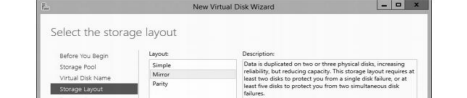 New Virtual Disk Wizard
Select the storage layout
Before You Begin
Storage Pool
Virtual Disk Name
Storage Layout
Layout:
Simple
Mirror
Parity
Description:
Data is duplicated on two or three physical disks, increasing
reliability, but reducing capacity. This storage layout requires at
least two disks to protect you from a single disk failure, or at
least five disks to protect you from two simultaneous disk
failures.